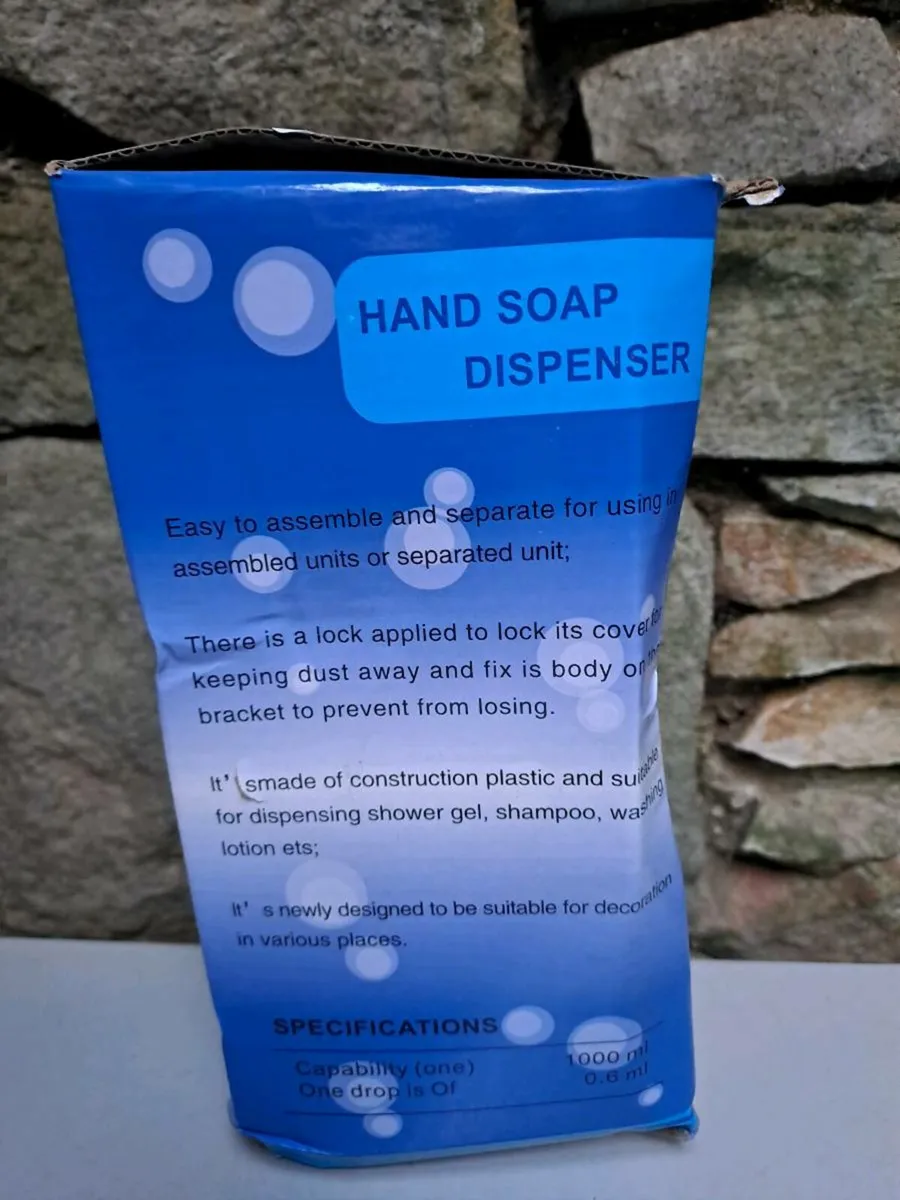 HAND SOAP
DISPENSER
Easy to assemble and separate for using in
assembled units or separated unit;
There is a lock applied to lock its cover for
keeping dust away and fix is body on the
bracket to prevent from losing.
It' smade of construction plastic and suitable
for dispensing shower gel, shampoo, washing
lotion ets;
It' s newly designed to be suitable for decoration
in various places.
SPECIFICATIONS
Capability (one) 1000 ml
One drop is Of 0.6 ml